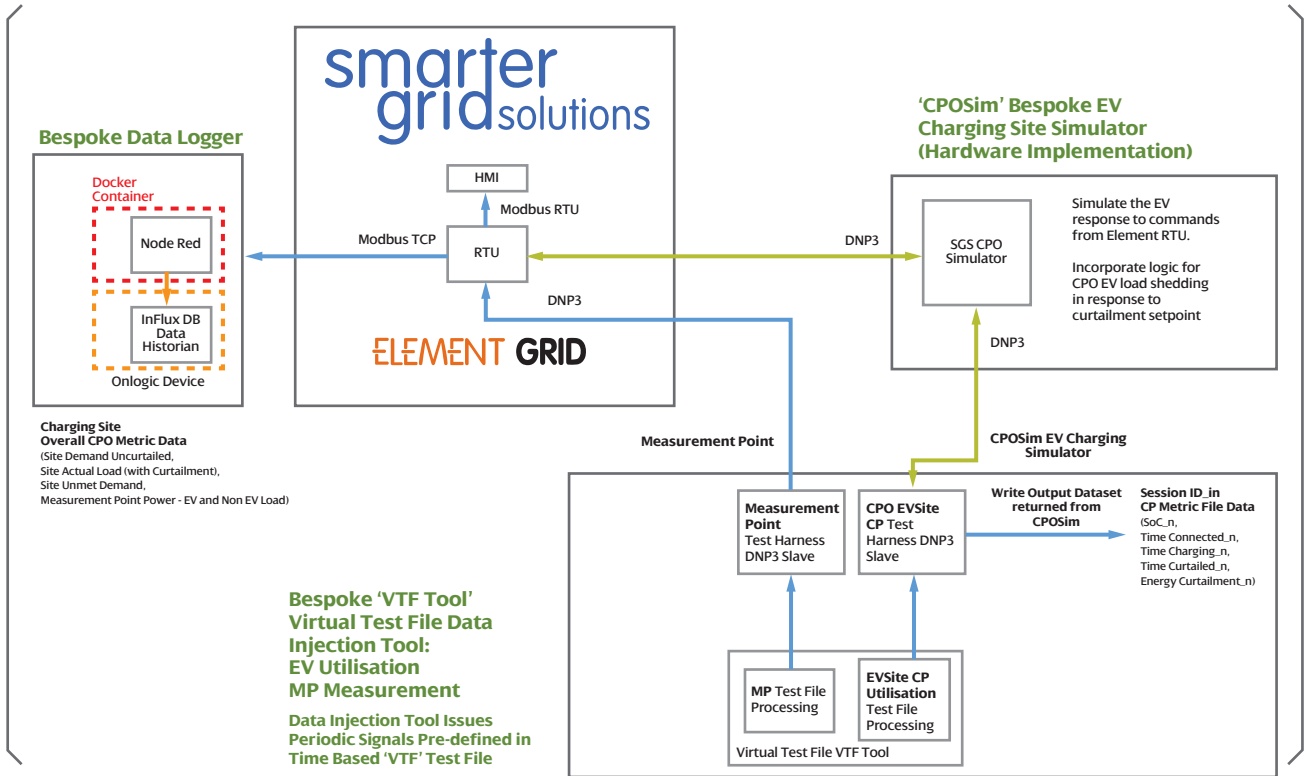 smarter
grid solutions
Bespoke Data Logger
Docker
Container
Node Red
InFlux DB
Data
Historian
Onlogic Device
Charging Site
Overall CPO Metric Data
(Site Demand Uncurtailed,
Site Actual Load (with Curtailment),
Site Unmet Demand,
Measurement Point Power - EV and Non EV Load)
HMI
Modbus RTU
Modbus TCP
RTU
DNP3
ELEMENT GRID
DNP3
‘CPOSim’ Bespoke EV
Charging Site Simulator
(Hardware Implementation)
SGS CPO
Simulator
Simulate the EV
response to commands
from Element RTU.
Incorporate logic for
CPO EV load shedding
in response to
curtailment setpoint
DNP3
Measurement Point
CPOSim EV Charging
Simulator
Measurement
Point
Test Harness
DNP3 Slave
CPO EVSite
CP Test
Harness DNP3
Slave
Write Output Dataset
returned from
CPOSim
Session ID_in
CP Metric File Data
(SoC_n,
Time Connected_n,
Time Charging_n,
Time Curtailed_n,
Energy Curtailment_n)
Bespoke ‘VTF Tool’
Virtual Test File Data
Injection Tool:
EV Utilisation
MP Measurement
Data Injection Tool Issues
Periodic Signals Pre-defined in
Time Based ‘VTF’ Test File
MP Test File
Processing
EVSite CP
Utilisation
Test File
Processing
Virtual Test File VTF Tool